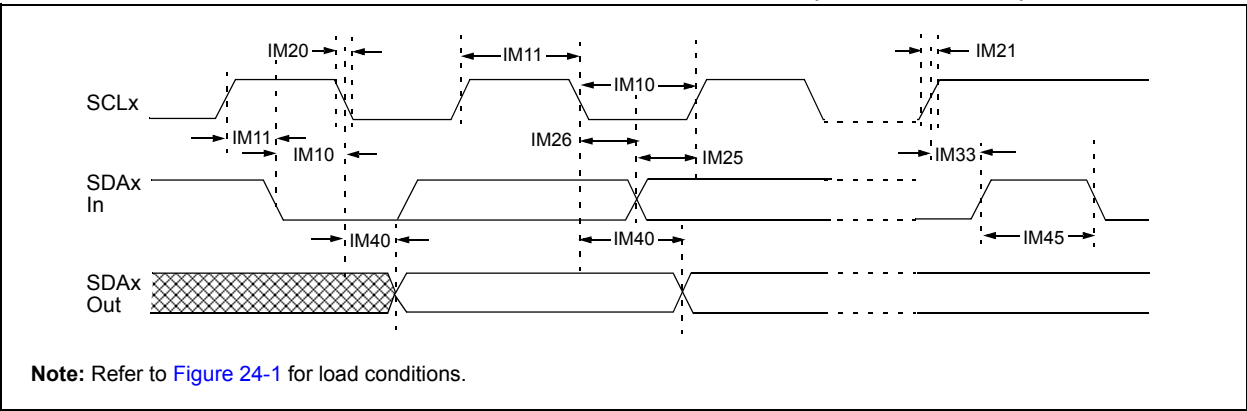 IM20
IM11
IM21
SCLx
IM10
IM11
IM10
IM26
IM25
IM33
SDAx
In
IM40
IM40
IM45
SDAx
Out
Note: Refer to Figure 24-1 for load conditions.